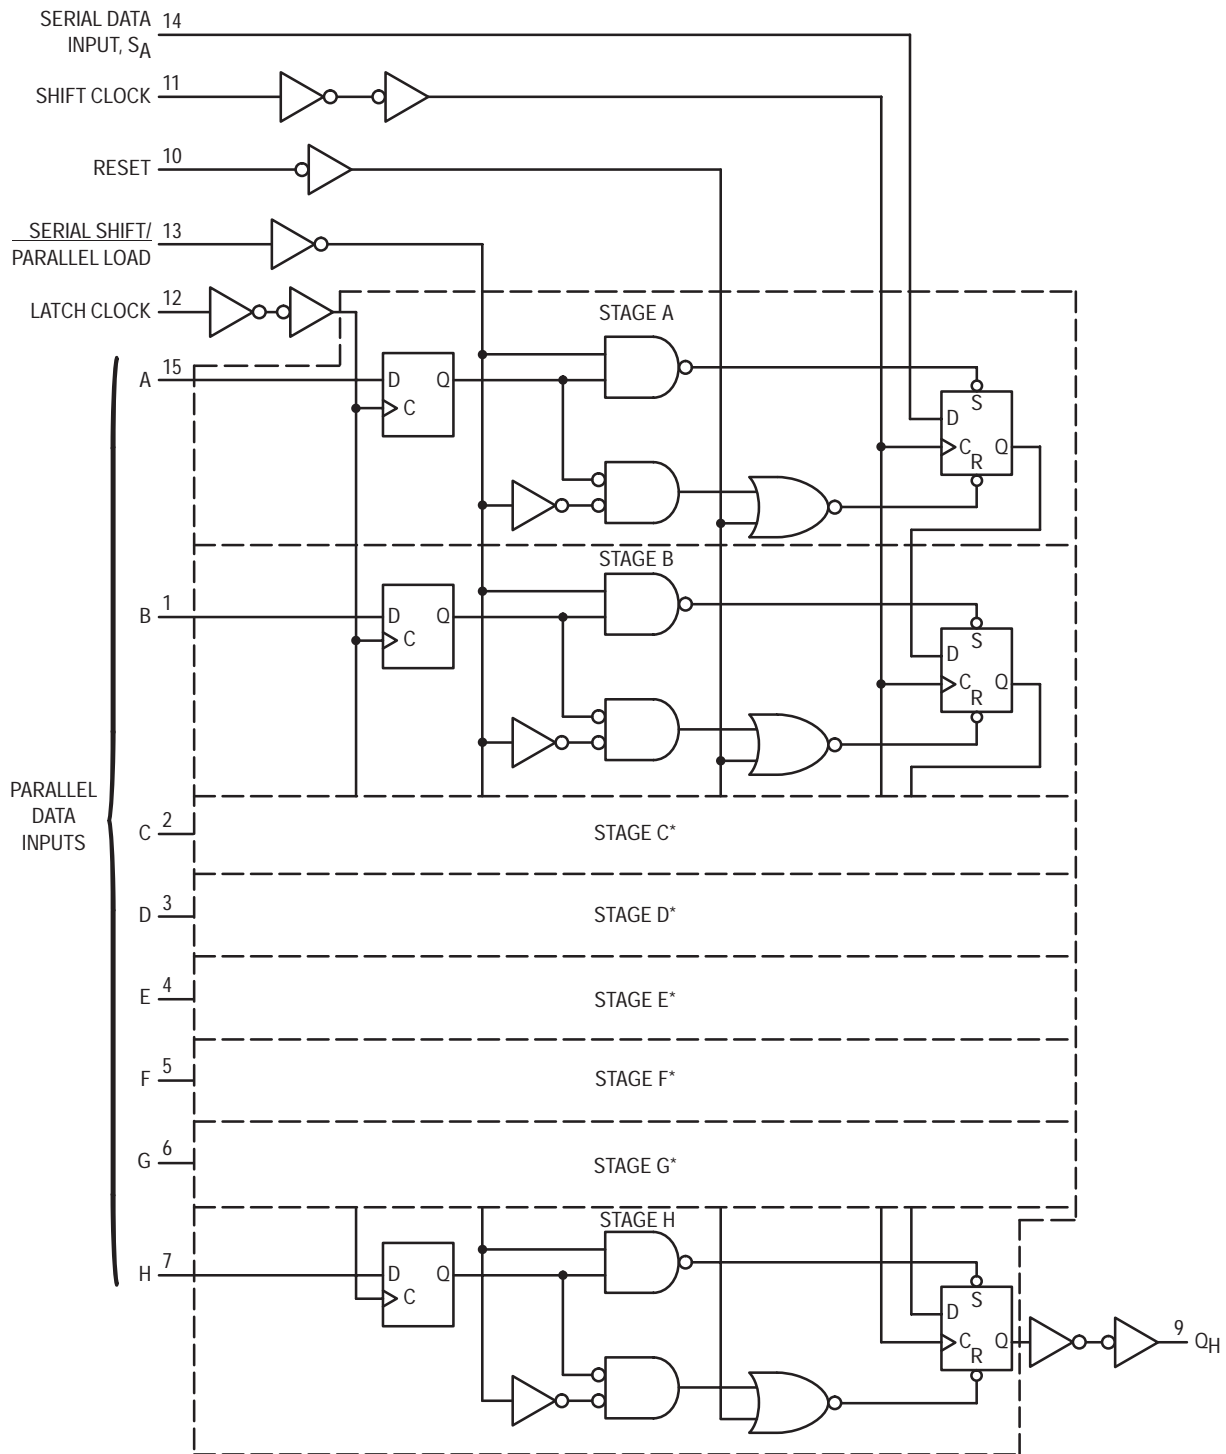 SERIAL DATA 14
INPUT, SA
SHIFT CLOCK 11
RESET 10
SERIAL SHIFT/ 13
PARALLEL LOAD
LATCH CLOCK 12
STAGE A
A 15
D Q
C
S
D
C Q
R
STAGE B
B 1
D Q
C
S
D
C Q
R
PARALLEL
DATA
INPUTS
C 2
STAGE C*
D 3
STAGE D*
E 4
STAGE E*
F 5
STAGE F*
G 6
STAGE G*
STAGE H
H 7
D Q
C
S
D
C Q
R
9 QH